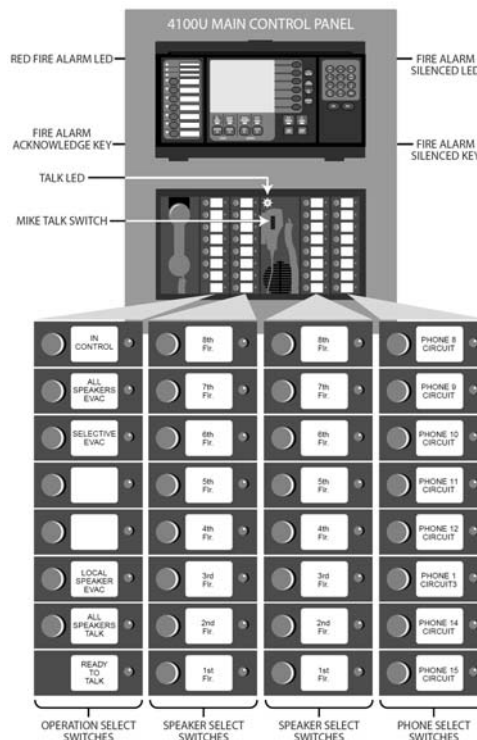 4100U MAIN CONTROL PANEL
RED FIRE ALARM LED
FIRE ALARM
SILENCED LED
FIRE ALARM
ACKNOWLEDGE KEY
FIRE ALARM
SILENCED KEY
TALK LED
MIKE TALK SWITCH
IN
CONTROL
ALL
SPEAKERS
EVAC
SELECTIVE
EVAC
LOCAL
SPEAKER
EVAC
ALL
SPEAKERS
TALK
READY
TO
TALK
OPERATION SELECT
SWITCHES
8th
Flr.
7th
Flr.
6th
Flr.
5th
Flr.
4th
Flr.
3rd
Flr.
2nd
Flr.
1st
Flr.
SPEAKER SELECT
SWITCHES
8th
Flr.
7th
Flr.
6th
Flr.
5th
Flr.
4th
Flr.
3rd
Flr.
2nd
Flr.
1st
Flr.
SPEAKER SELECT
SWITCHES
PHONE 8
CIRCUIT
PHONE 9
CIRCUIT
PHONE 10
CIRCUIT
PHONE 11
CIRCUIT
PHONE 12
CIRCUIT
PHONE 1
CIRCUIT3
PHONE 14
CIRCUIT
PHONE 15
CIRCUIT
PHONE SELECT
SWITCHES